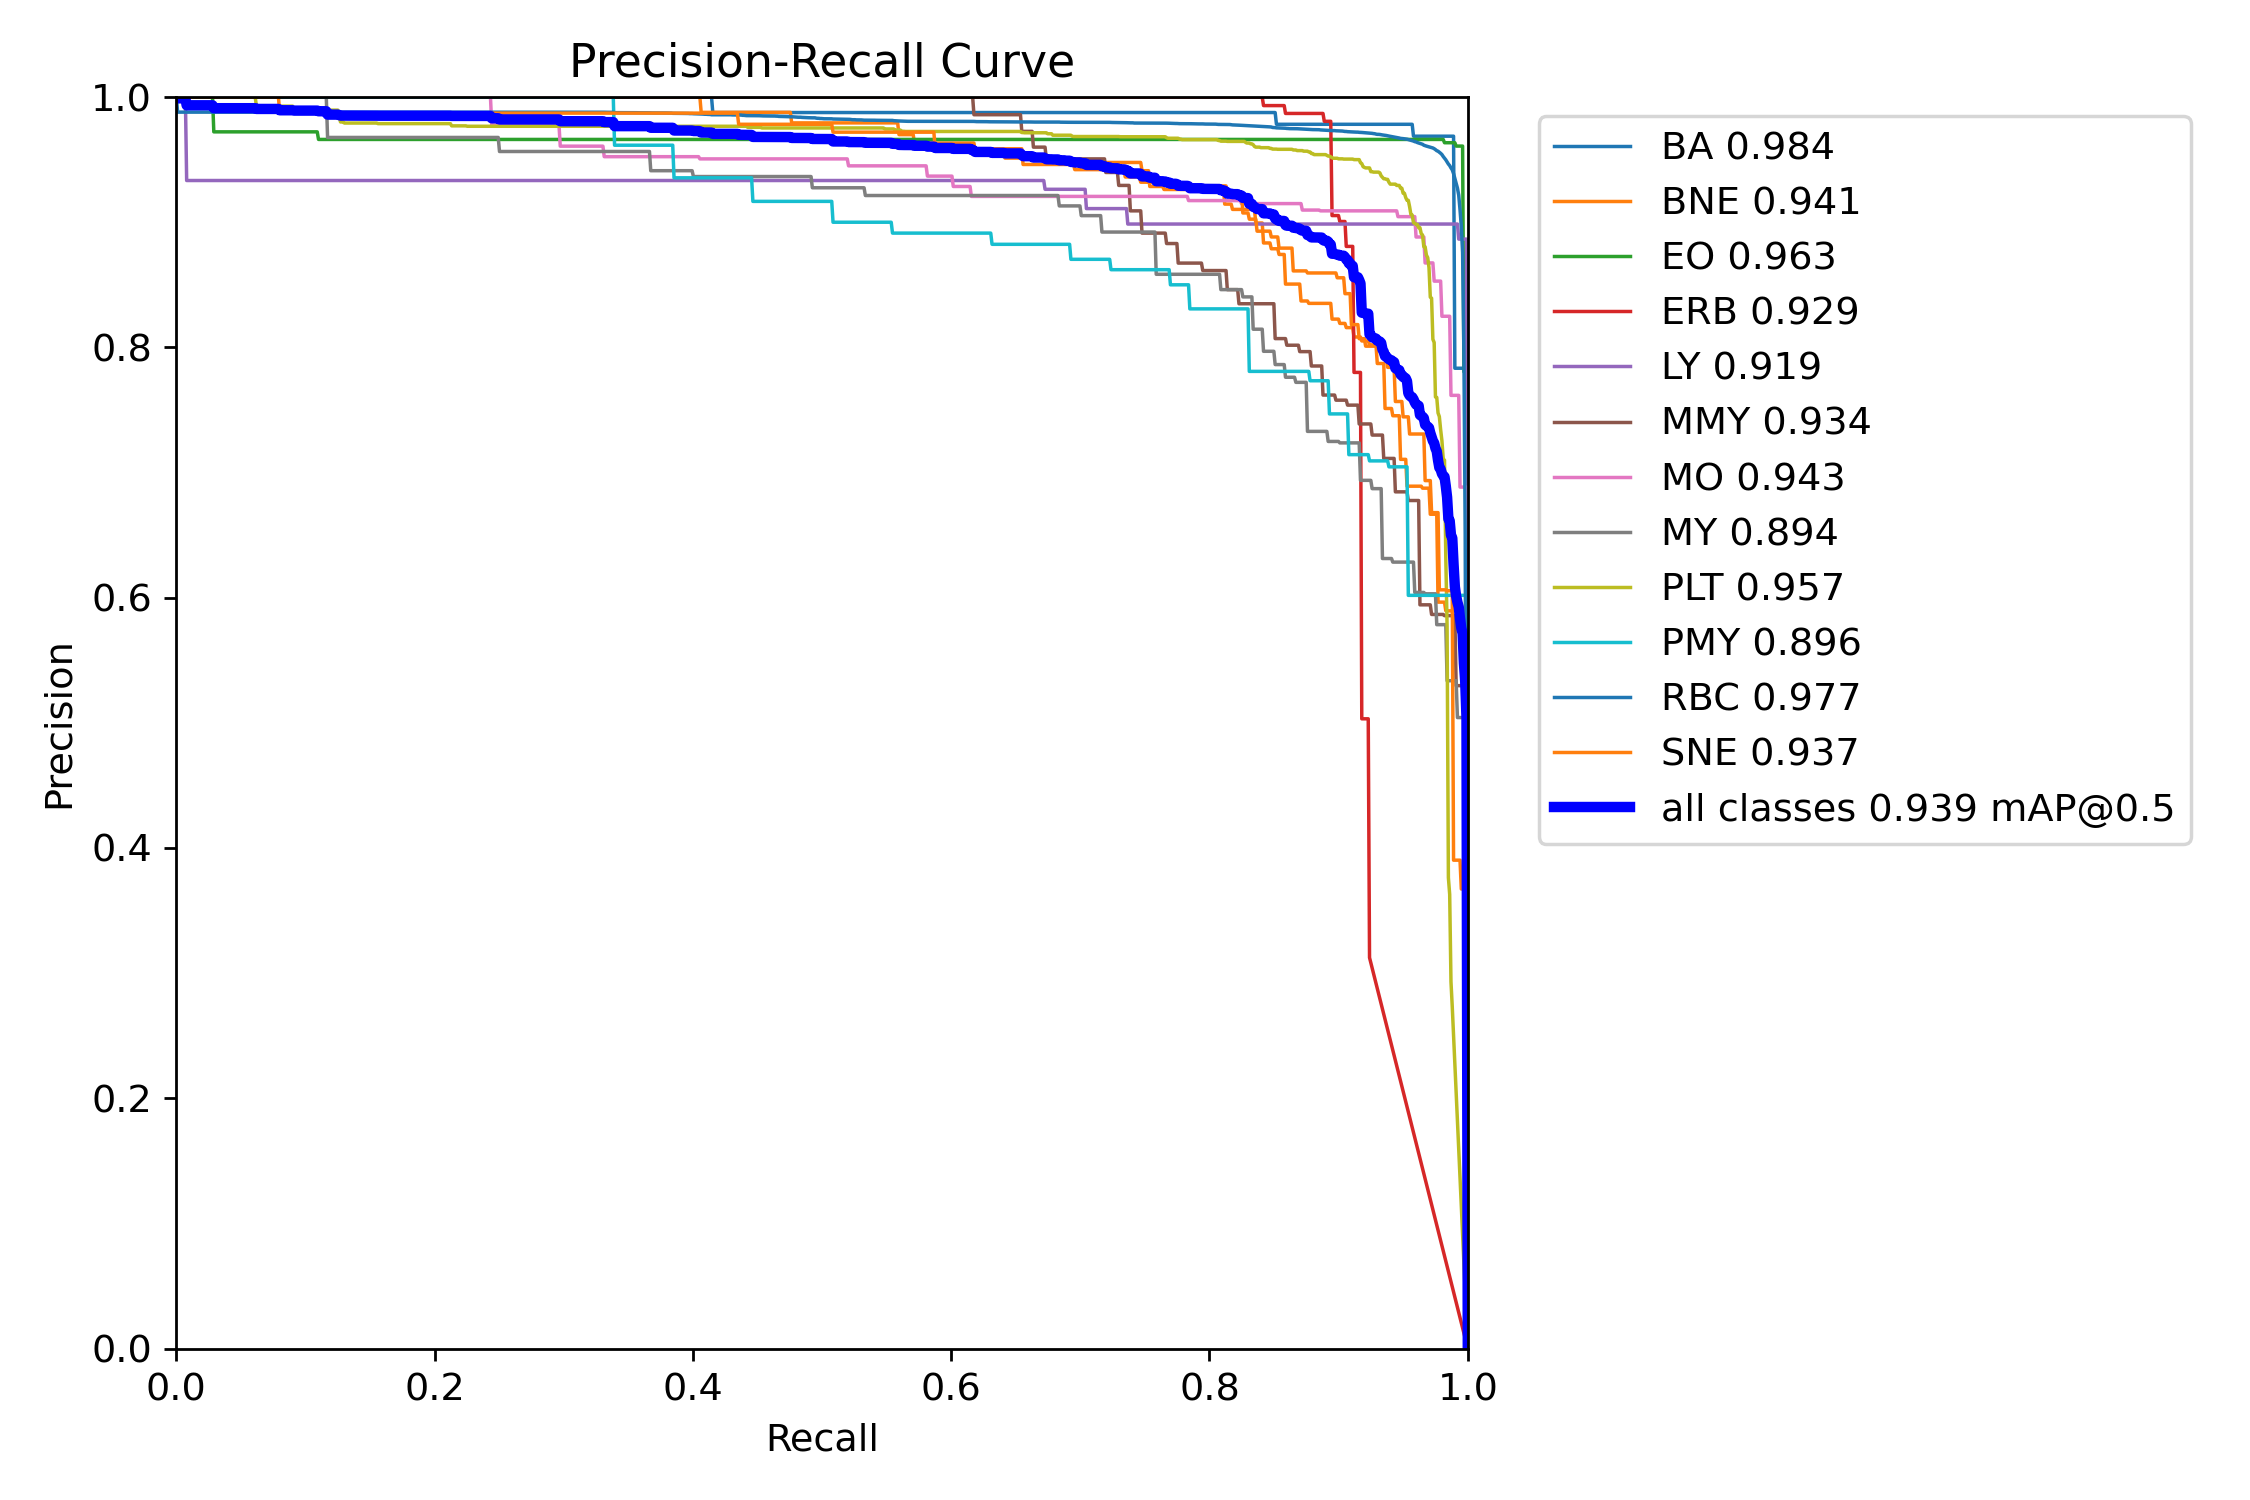 Precision-Recall Curve
1.0
0.8
0.6
0.4
0.2
0.0
Precision
0.0 0.2 0.4 0.6 0.8 1.0
Recall
BA 0.984
BNE 0.941
EO 0.963
ERB 0.929
LY 0.919
MMY 0.934
MO 0.943
MY 0.894
PLT 0.957
PMY 0.896
RBC 0.977
SNE 0.937
all classes 0.939 mAP@0.5